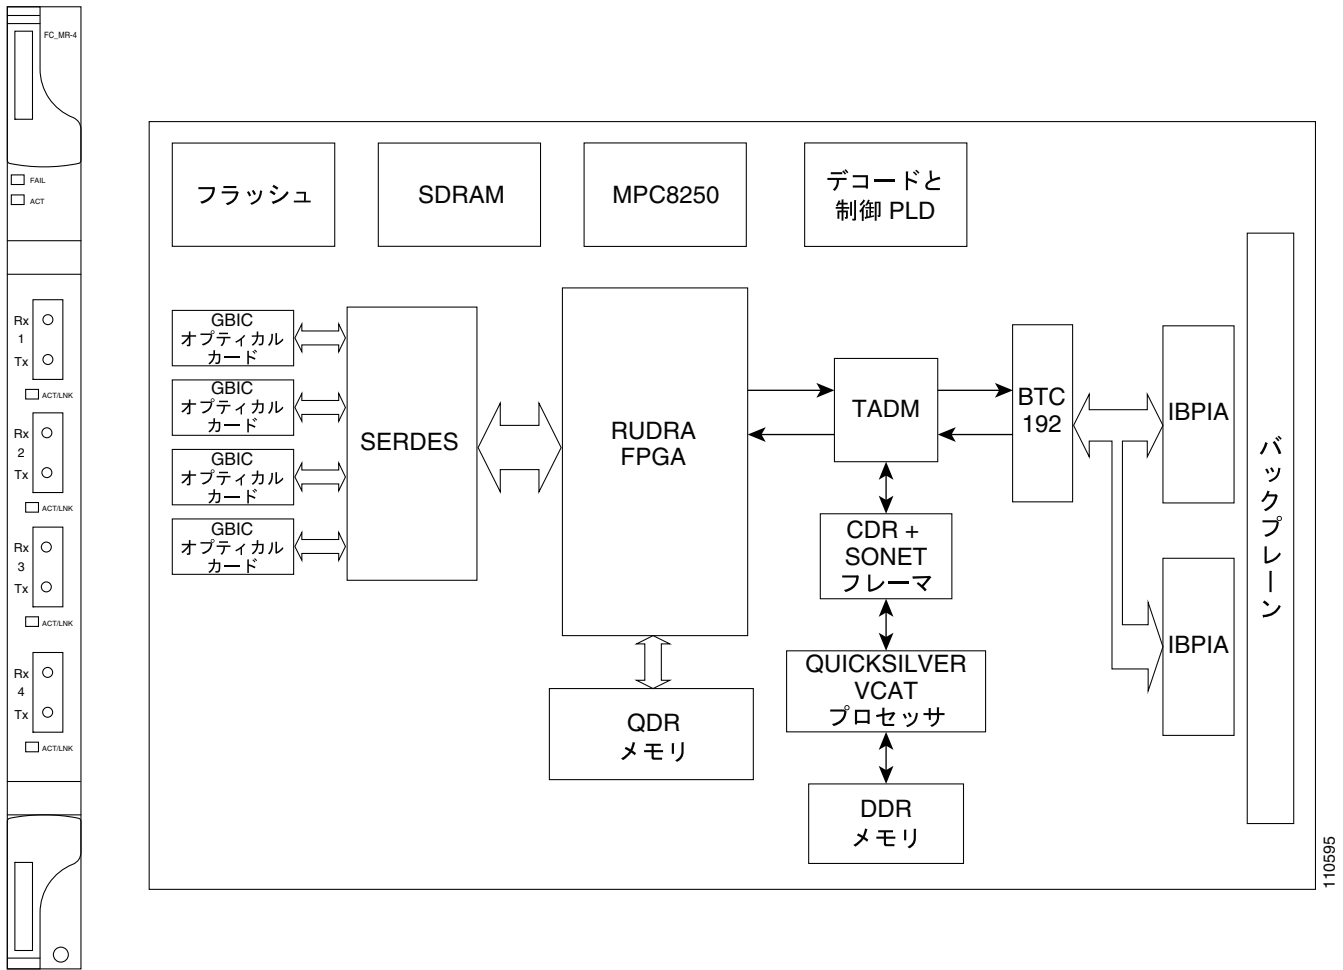 FC_MR-4
FAIL
ACT
Rx
1
Tx
ACT/LNK
Rx
2
Tx
ACT/LNK
Rx
3
Tx
ACT/LNK
Rx
4
Tx
ACT/LNK
フラッシュ
SDRAM
MPC8250
デコードと
制御 PLD
GBIC
オプティカル
カード
GBIC
オプティカル
カード
GBIC
オプティカル
カード
GBIC
オプティカル
カード
SERDES
RUDRA
FPGA
QDR
メモリ
TADM
CDR +
SONET
フレーマ
QUICKSILVER
VCAT
プロセッサ
DDR
メモリ
BTC
192
IBPIA
IBPIA
バックプレーン
110595